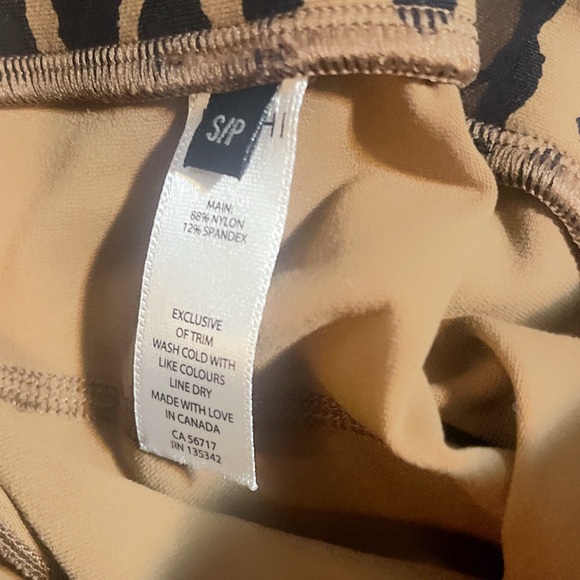 S/P
HI
MAIN:
88% NYLON
12% SPANDEX
EXCLUSIVE
OF TRIM
WASH COLD WITH
LIKE COLOURS
LINE DRY
MADE WITH LOVE
IN CANADA
CA 56717
RN 135342